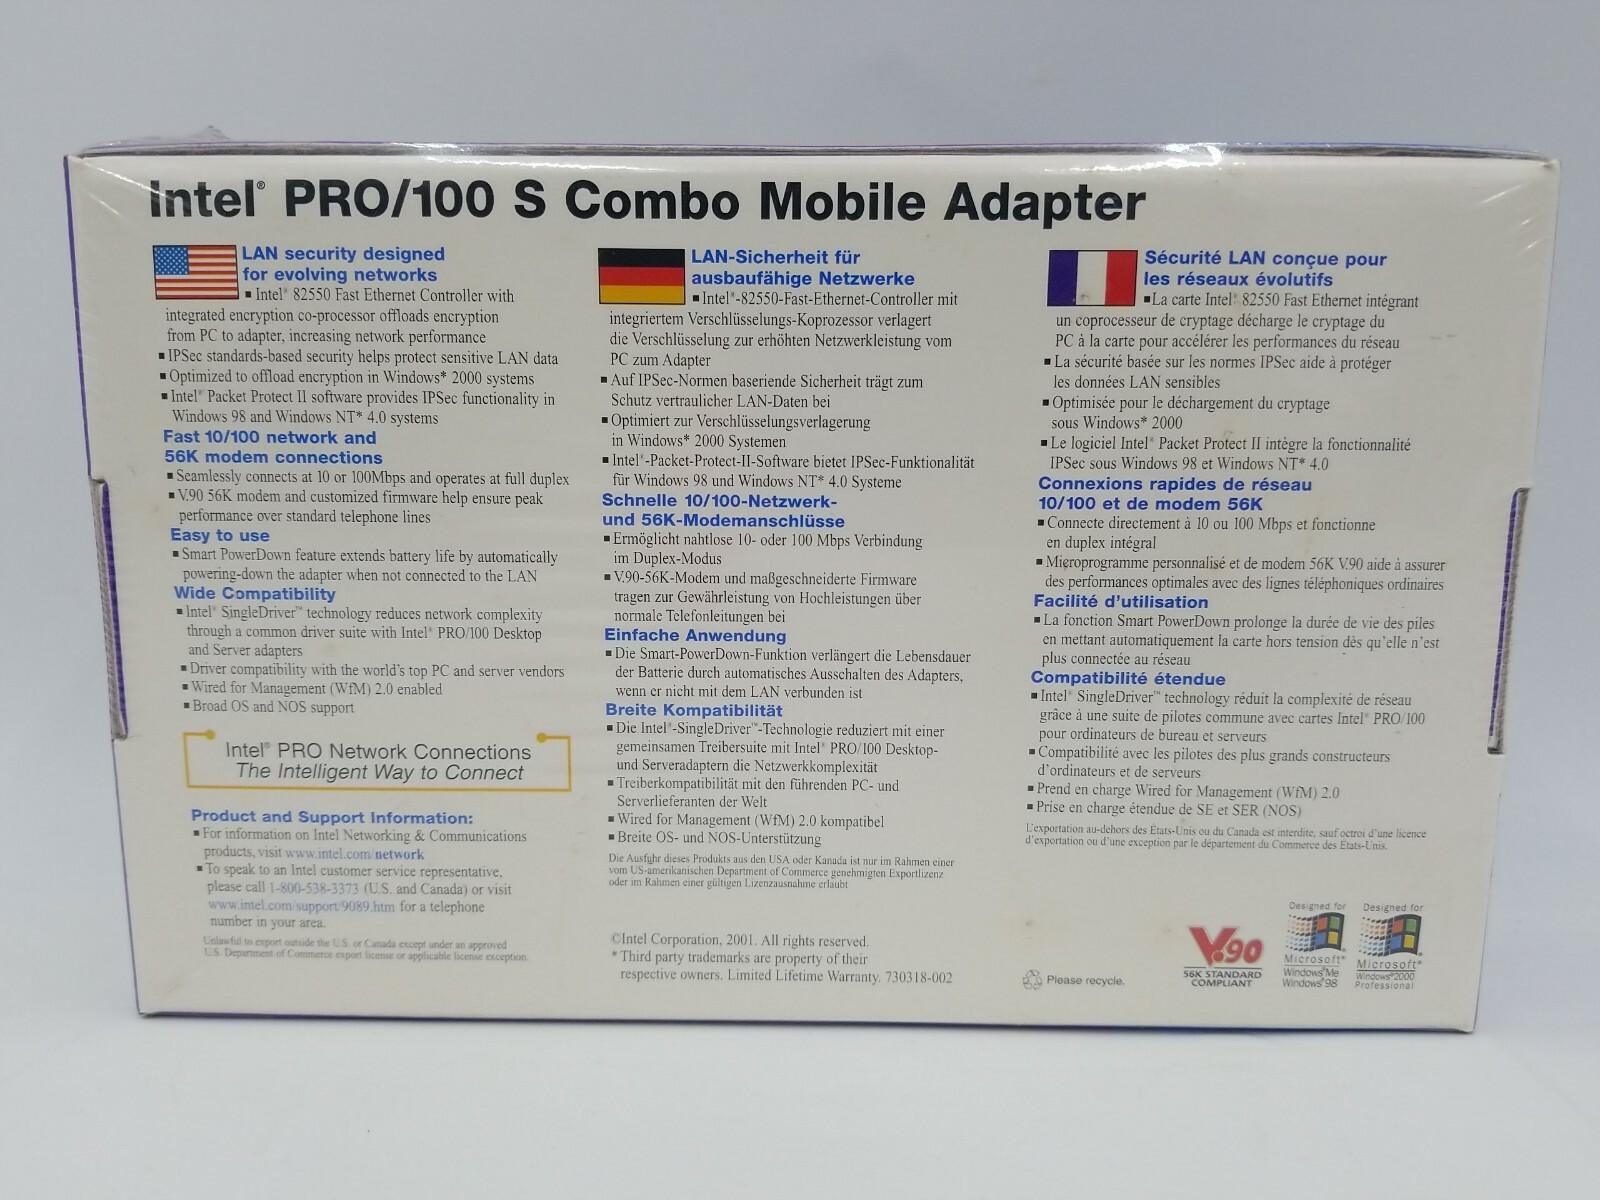 Intel® PRO/100 S Combo Mobile Adapter
LAN security designed
for evolving networks
▪ Intel® 82550 Fast Ethernet Controller with
integrated encryption co-processor offloads encryption
from PC to adapter, increasing network performance
▪ IPSec standards-based security helps protect sensitive LAN data
▪ Optimized to offload encryption in Windows* 2000 systems
▪ Intel® Packet Protect II software provides IPSec functionality in
Windows 98 and Windows NT* 4.0 systems
Fast 10/100 network and
56K modem connections
▪ Seamlessly connects at 10 or 100Mbps and operates at full duplex
▪ V.90 56K modem and customized firmware help ensure peak
performance over standard telephone lines
Easy to use
▪ Smart PowerDown feature extends battery life by automatically
powering-down the adapter when not connected to the LAN
Wide Compatibility
▪ Intel® SingleDriver™ technology reduces network complexity
through a common driver suite with Intel® PRO/100 Desktop
and Server adapters
▪ Driver compatibility with the world's top PC and server vendors
▪ Wired for Management (WfM) 2.0 enabled
▪ Broad OS and NOS support
Intel® PRO Network Connections
The Intelligent Way to Connect
Product and Support Information:
▪ For information on Intel Networking & Communications
products, visit www.intel.com/network
▪ To speak to an Intel customer service representative,
please call 1-800-538-3373 (U.S. and Canada) or visit
www.intel.com/support/9089.htm for a telephone
number in your area.
Unlawful to export outside the U.S. or Canada except under an approved
U.S. Department of Commerce export license or applicable license exception.
LAN-Sicherheit für
ausbaufähige Netzwerke
▪ Intel®-82550-Fast-Ethernet-Controller mit
integriertem Verschlüsselungs-Koprozessor verlagert
die Verschlüsselung zur erhöhten Netzwerkleistung vom
PC zum Adapter
▪ Auf IPSec-Normen baseriende Sicherheit trägt zum
Schutz vertraulicher LAN-Daten bei
▪ Optimiert zur Verschlüsselungsverlagerung
in Windows* 2000 Systemen
▪ Intel®-Packet-Protect-II-Software bietet IPSec-Funktionalität
für Windows 98 und Windows NT* 4.0 Systeme
Schnelle 10/100-Netzwerk-
und 56K-Modemanschlüsse
▪ Ermöglicht nahtlose 10- oder 100 Mbps Verbindung
im Duplex-Modus
▪ V.90-56K-Modem und maßgeschneiderte Firmware
tragen zur Gewährleistung von Hochleistungen über
normale Telefonleitungen bei
Einfache Anwendung
▪ Die Smart-PowerDown-Funktion verlängert die Lebensdauer
der Batterie durch automatisches Ausschalten des Adapters,
wenn er nicht mit dem LAN verbunden ist
Breite Kompatibilität
▪ Die Intel®-SingleDriver™-Technologie reduziert mit einer
gemeinsamen Treibersuite mit Intel® PRO/100 Desktop-
und Serveradaptern die Netzwerkkomplexität
▪ Treiberkompatibilität mit den führenden PC- und
Serverlieferanten der Welt
▪ Wired for Management (WfM) 2.0 kompatibel
▪ Breite OS- und NOS-Unterstützung
Die Ausfuhr dieses Produkts aus den USA oder Kanada ist nur im Rahmen einer
vom US-amerikanischen Department of Commerce genehmigten Exportlizenz
oder im Rahmen einer gültigen Lizenzausnahme erlaubt
©Intel Corporation, 2001. All rights reserved.
* Third party trademarks are property of their
respective owners. Limited Lifetime Warranty. 730318-002
Sécurité LAN conçue pour
les réseaux évolutifs
▪ La carte Intel® 82550 Fast Ethernet intégrant
un coprocesseur de cryptage décharge le cryptage du
PC à la carte pour accélérer les performances du réseau
▪ La sécurité basée sur les normes IPSec aide à protéger
les données LAN sensibles
▪ Optimisée pour le déchargement du cryptage
sous Windows* 2000
▪ Le logiciel Intel® Packet Protect II intègre la fonctionnalité
IPSec sous Windows 98 et Windows NT* 4.0
Connexions rapides de réseau
10/100 et de modem 56K
▪ Connecte directement à 10 ou 100 Mbps et fonctionne
en duplex intégral
▪ Microprogramme personnalisé et de modem 56K V.90 aide à assurer
des performances optimales avec des lignes téléphoniques ordinaires
Facilité d'utilisation
▪ La fonction Smart PowerDown prolonge la durée de vie des piles
en mettant automatiquement la carte hors tension dès qu'elle n'est
plus connectée au réseau
Compatibilité étendue
▪ Intel® SingleDriver™ technology réduit la complexité de réseau
grâce à une suite de pilotes commune avec cartes Intel® PRO/100
pour ordinateurs de bureau et serveurs
▪ Compatibilité avec les pilotes des plus grands constructeurs
d'ordinateurs et de serveurs
▪ Prend en charge Wired for Management (WfM) 2.0
▪ Prise en charge étendue de SE et SER (NOS)
L'exportation au-dehors des États-Unis ou du Canada est interdite, sauf octroi d'une licence
d'exportation ou d'une exception par le département du Commerce des États-Unis.
Please recycle.
V.90
56K STANDARD
COMPLIANT
Designed for
Microsoft®
Windows®Me
Windows®98
Designed for
Microsoft®
Windows®2000
Professional